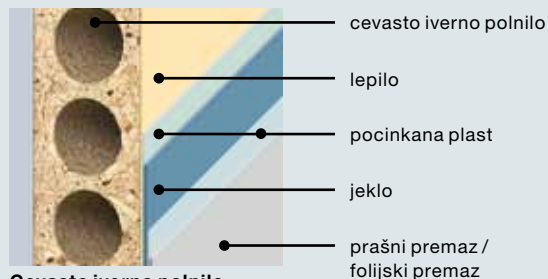 cevasto iverno polnilo
lepilo
pocinkana plast
jeklo
prašni premaz /
folijski premaz
Cevasto iverno polnilo